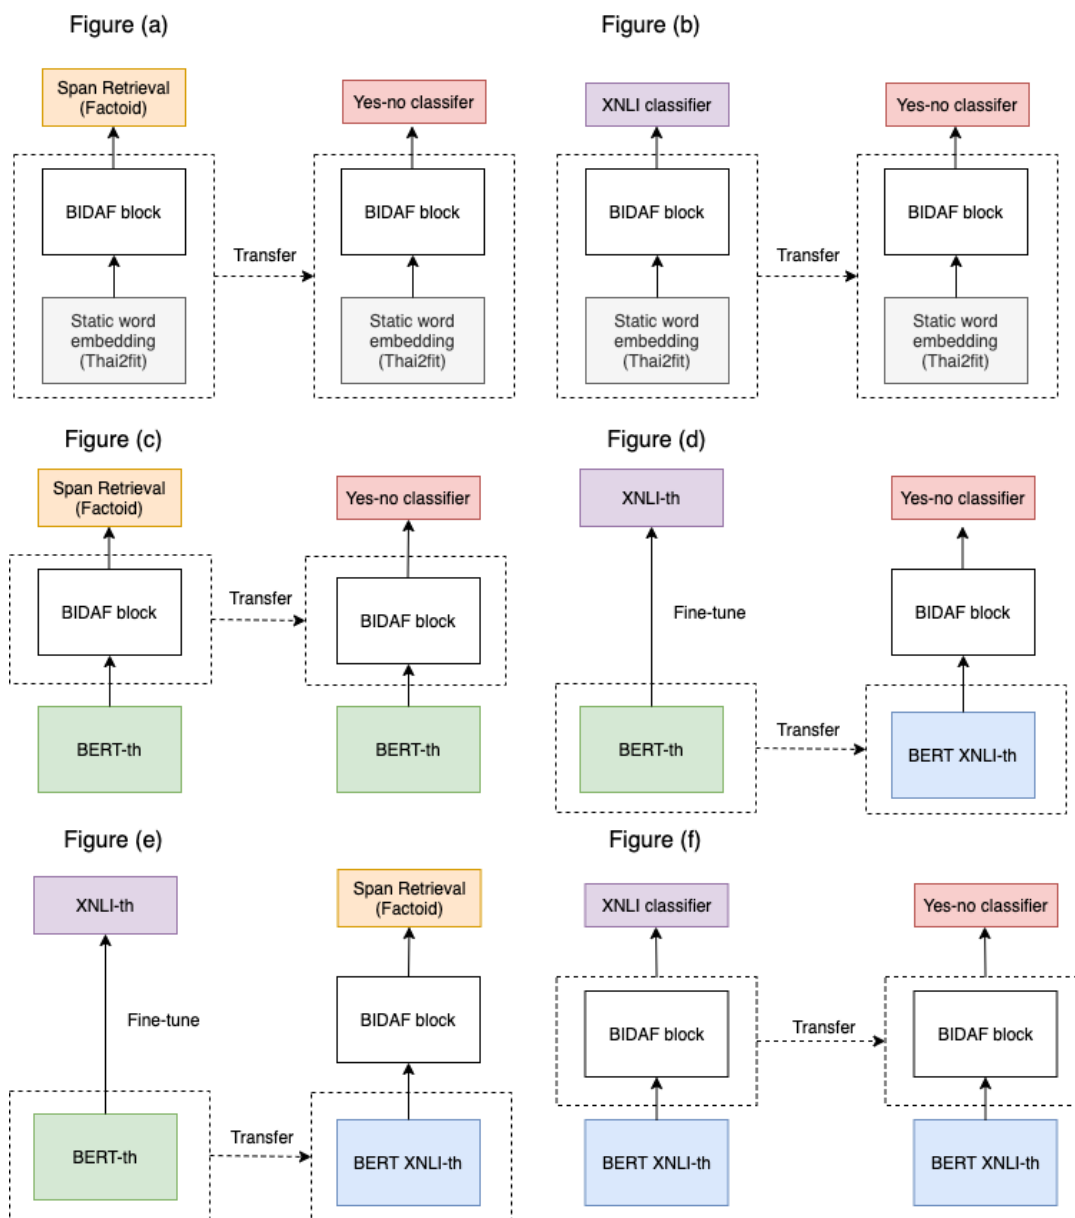 Figure (a)
Span Retrieval
(Factoid)
Yes-no classifer
BIDAF block
BIDAF block
Transfer
Static word
embedding
(Thai2fit)
Static word
embedding
(Thai2fit)
Figure (b)
XNLI classifier
Yes-no classifer
BIDAF block
BIDAF block
Transfer
Static word
embedding
(Thai2fit)
Static word
embedding
(Thai2fit)
Figure (c)
Span Retrieval
(Factoid)
Yes-no classifier
BIDAF block
Transfer
BIDAF block
BERT-th
BERT-th
Figure (d)
XNLI-th
Yes-no classifier
Fine-tune
BIDAF block
BERT-th
Transfer
BERT XNLI-th
Figure (e)
XNLI-th
Span Retrieval
(Factoid)
Fine-tune
BIDAF block
BERT-th
Transfer
BERT XNLI-th
Figure (f)
XNLI classifier
Yes-no classifier
BIDAF block
Transfer
BIDAF block
BERT XNLI-th
BERT XNLI-th